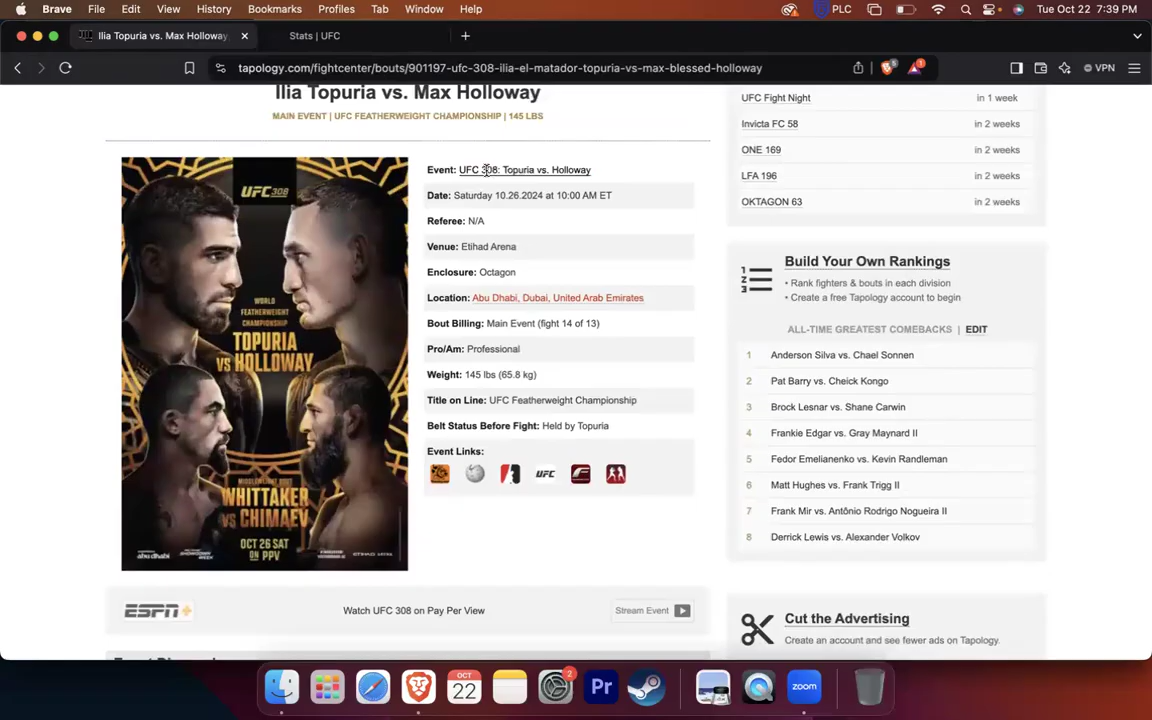 Brave File Edit View History Bookmarks Profiles Tab Window Help PLC Tue Oct 22 7:39 PM
Ilia Topuria vs. Max Holloway
Stats | UFC
tapology.com/fightcenter/bouts/901197-ufc-308-ilia-el-matador-topuria-vs-max-blessed-holloway
5
1
VPN
Ilia Topuria vs. Max Holloway
MAIN EVENT | UFC FEATHERWEIGHT CHAMPIONSHIP | 145 LBS
UFC 308
WORLD
FEATHERWEIGHT
CHAMPIONSHIP
TOPURIA
VS HOLLOWAY
MIDDLEWEIGHT BOUT
WHITTAKER
VS CHIMAEV
OCT 26 SAT
ON PPV
abu dhabi
ETIHAD
Event: UFC 308: Topuria vs. Holloway
Date: Saturday 10.26.2024 at 10:00 AM ET
Referee: N/A
Venue: Etihad Arena
Enclosure: Octagon
Location: Abu Dhabi, Dubai, United Arab Emirates
Bout Billing: Main Event (fight 14 of 13)
Pro/Am: Professional
Weight: 145 lbs (65.8 kg)
Title on Line: UFC Featherweight Championship
Belt Status Before Fight: Held by Topuria
Event Links:
UFC
ESPN+
Watch UFC 308 on Pay Per View
Stream Event
UFC Fight Night in 1 week
Invicta FC 58 in 2 weeks
ONE 169 in 2 weeks
LFA 196 in 2 weeks
OKTAGON 63 in 2 weeks
1
2
3
Build Your Own Rankings
• Rank fighters & bouts in each division
• Create a free Tapology account to begin
ALL-TIME GREATEST COMEBACKS | EDIT
1 Anderson Silva vs. Chael Sonnen
2 Pat Barry vs. Cheick Kongo
3 Brock Lesnar vs. Shane Carwin
4 Frankie Edgar vs. Gray Maynard II
5 Fedor Emelianenko vs. Kevin Randleman
6 Matt Hughes vs. Frank Trigg II
7 Frank Mir vs. Antônio Rodrigo Nogueira II
8 Derrick Lewis vs. Alexander Volkov
Cut the Advertising
Create an account and see fewer ads on Tapology.
OCT
22
2
Pr
zoom